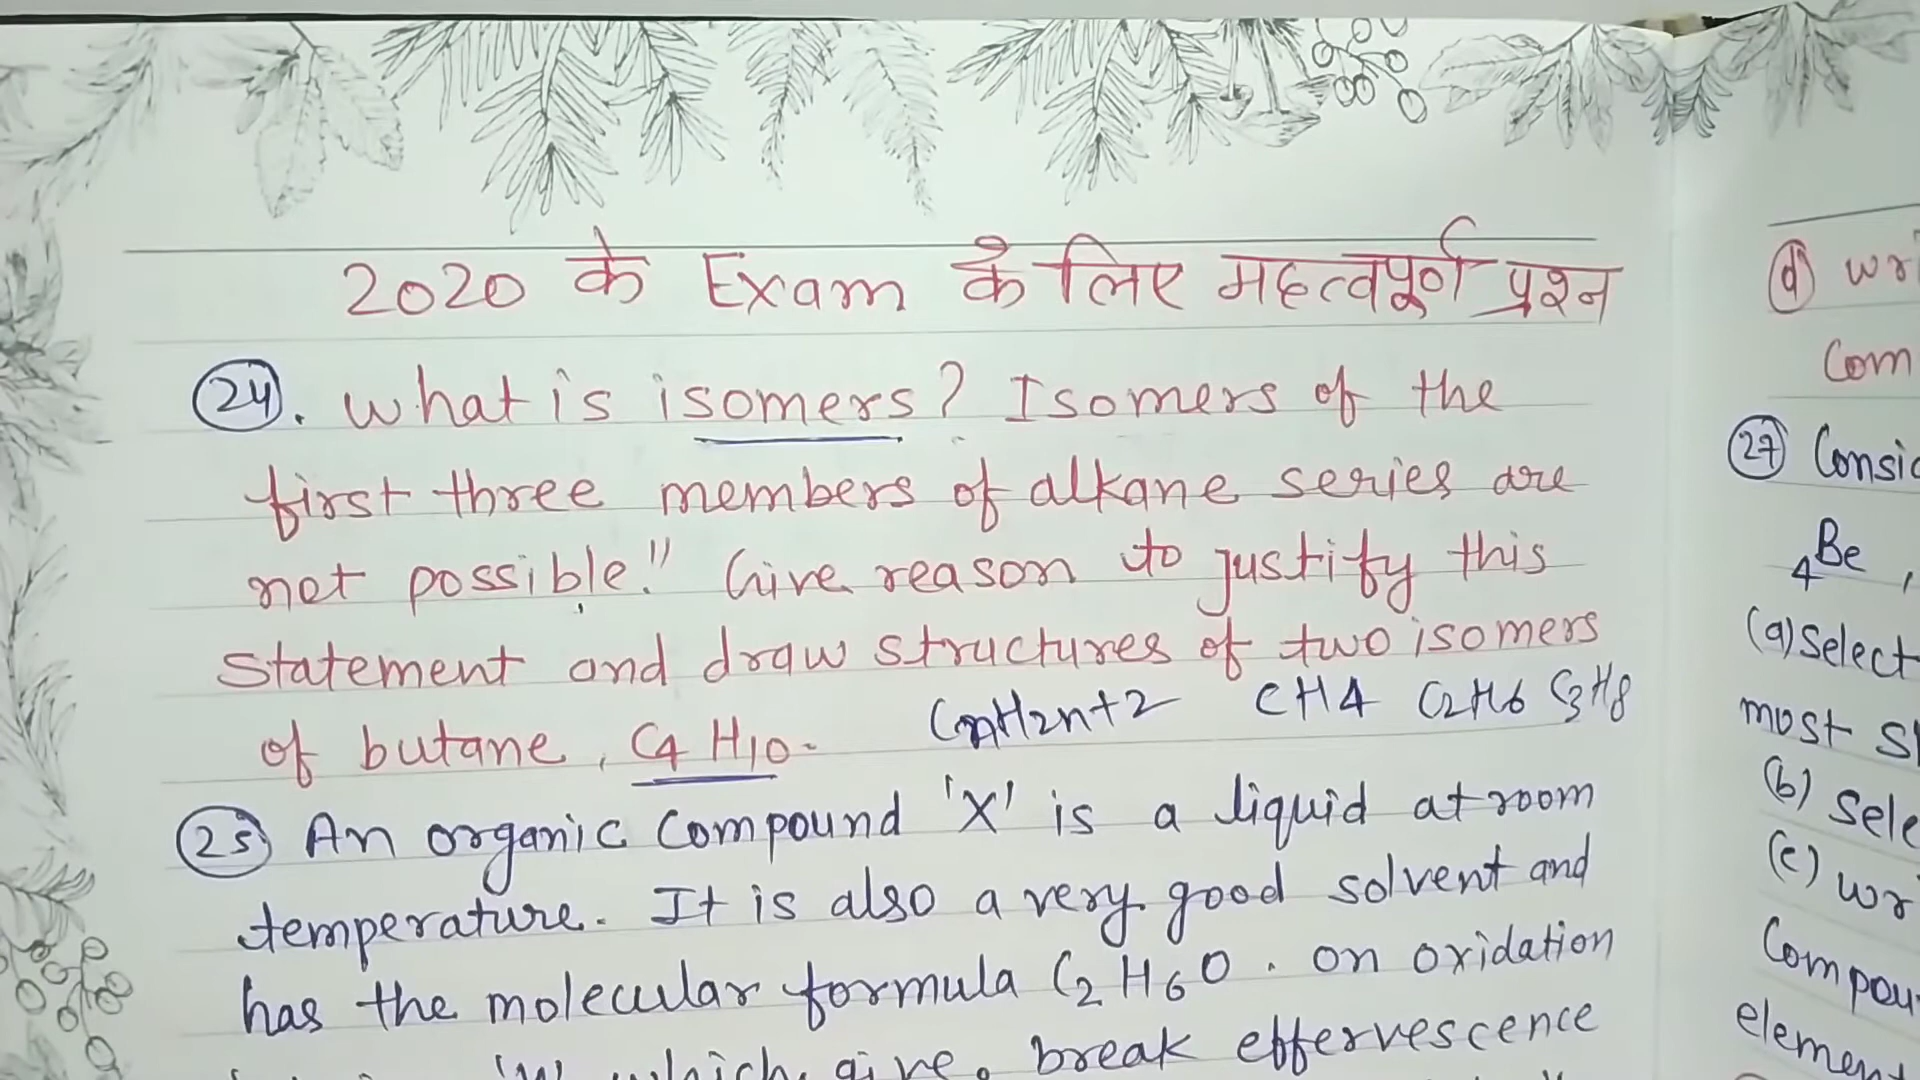 2020 के Exam के लिए महत्वपूर्ण प्रश्न
24. What is isomers? Isomers of the
first three members of alkane series are
not possible." Give reason to justify this
statement and draw structures of two isomers
of butane, C4 H10. CnH2n+2 CH4 C2H6 C3H8
25 An organic compound 'X' is a liquid at room
temperature. It is also a very good solvent and
has the molecular formula C2H6O. on oxidation
which give. break effervescence
(d) wri
Com
27 Consid
4Be,
(a) select
most s
(b) sele
(c) wr
compou
element